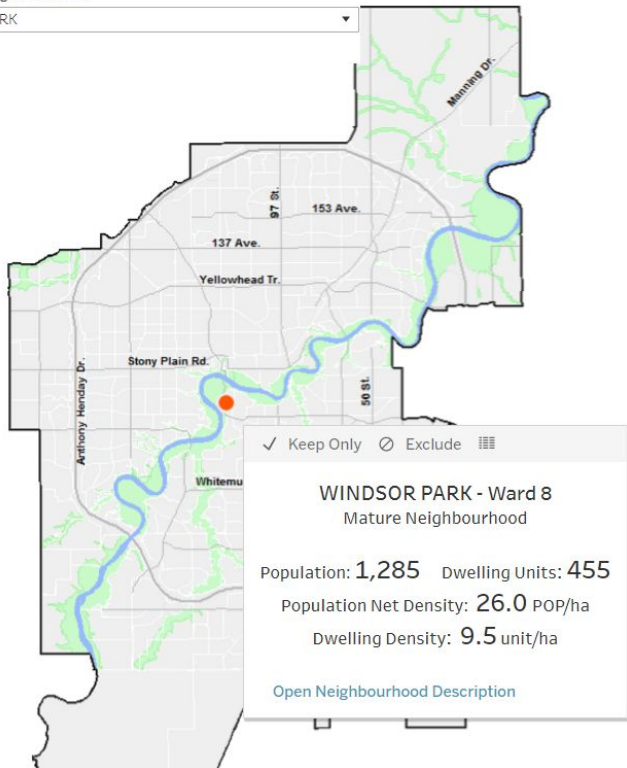 RK
Manning Dr.
97 St.
153 Ave.
137 Ave.
Yellowhead Tr.
Stony Plain Rd.
Anthony Henday Dr.
50 St.
Whitemu
Keep Only Exclude
WINDSOR PARK - Ward 8
Mature Neighbourhood
Population: 1,285 Dwelling Units: 455
Population Net Density: 26.0 POP/ha
Dwelling Density: 9.5 unit/ha
Open Neighbourhood Description